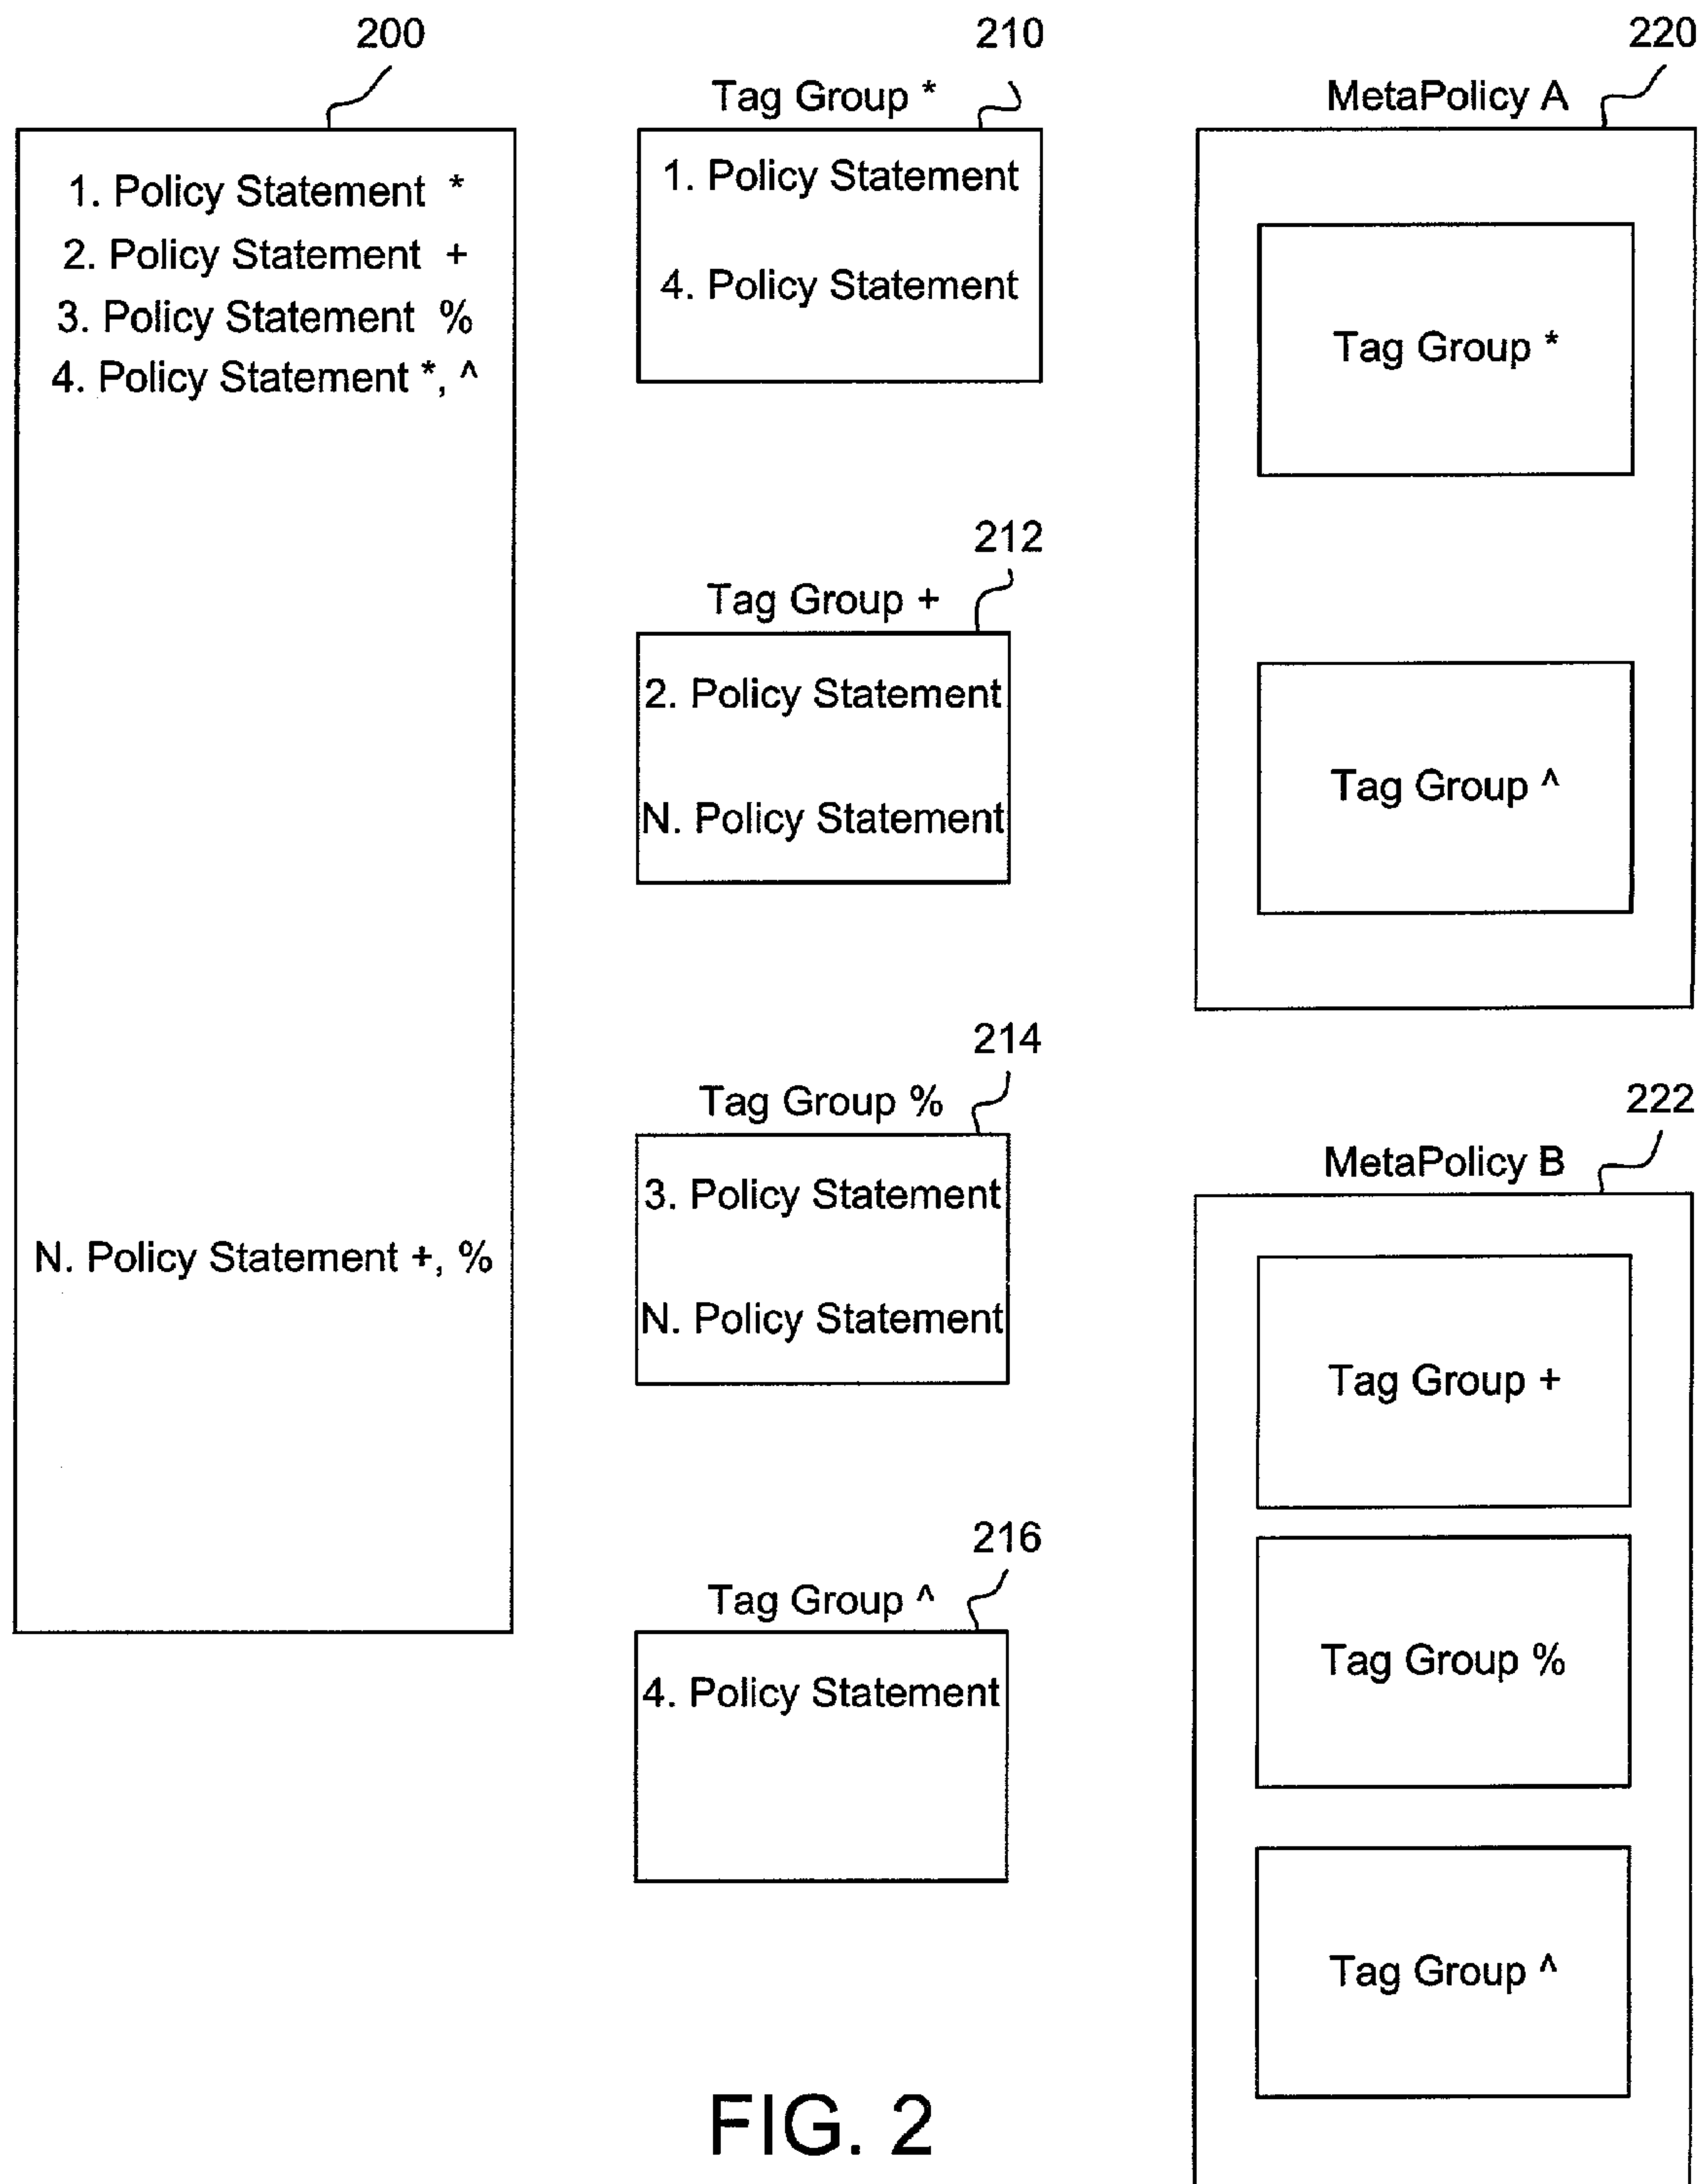 200
1. Policy Statement *
2. Policy Statement +
3. Policy Statement %
4. Policy Statement *, ^
N. Policy Statement +, %
210
Tag Group *
1. Policy Statement
4. Policy Statement
212
Tag Group +
2. Policy Statement
N. Policy Statement
214
Tag Group %
3. Policy Statement
N. Policy Statement
216
Tag Group ^
4. Policy Statement
220
MetaPolicy A
Tag Group *
Tag Group ^
222
MetaPolicy B
Tag Group +
Tag Group %
Tag Group ^
FIG. 2